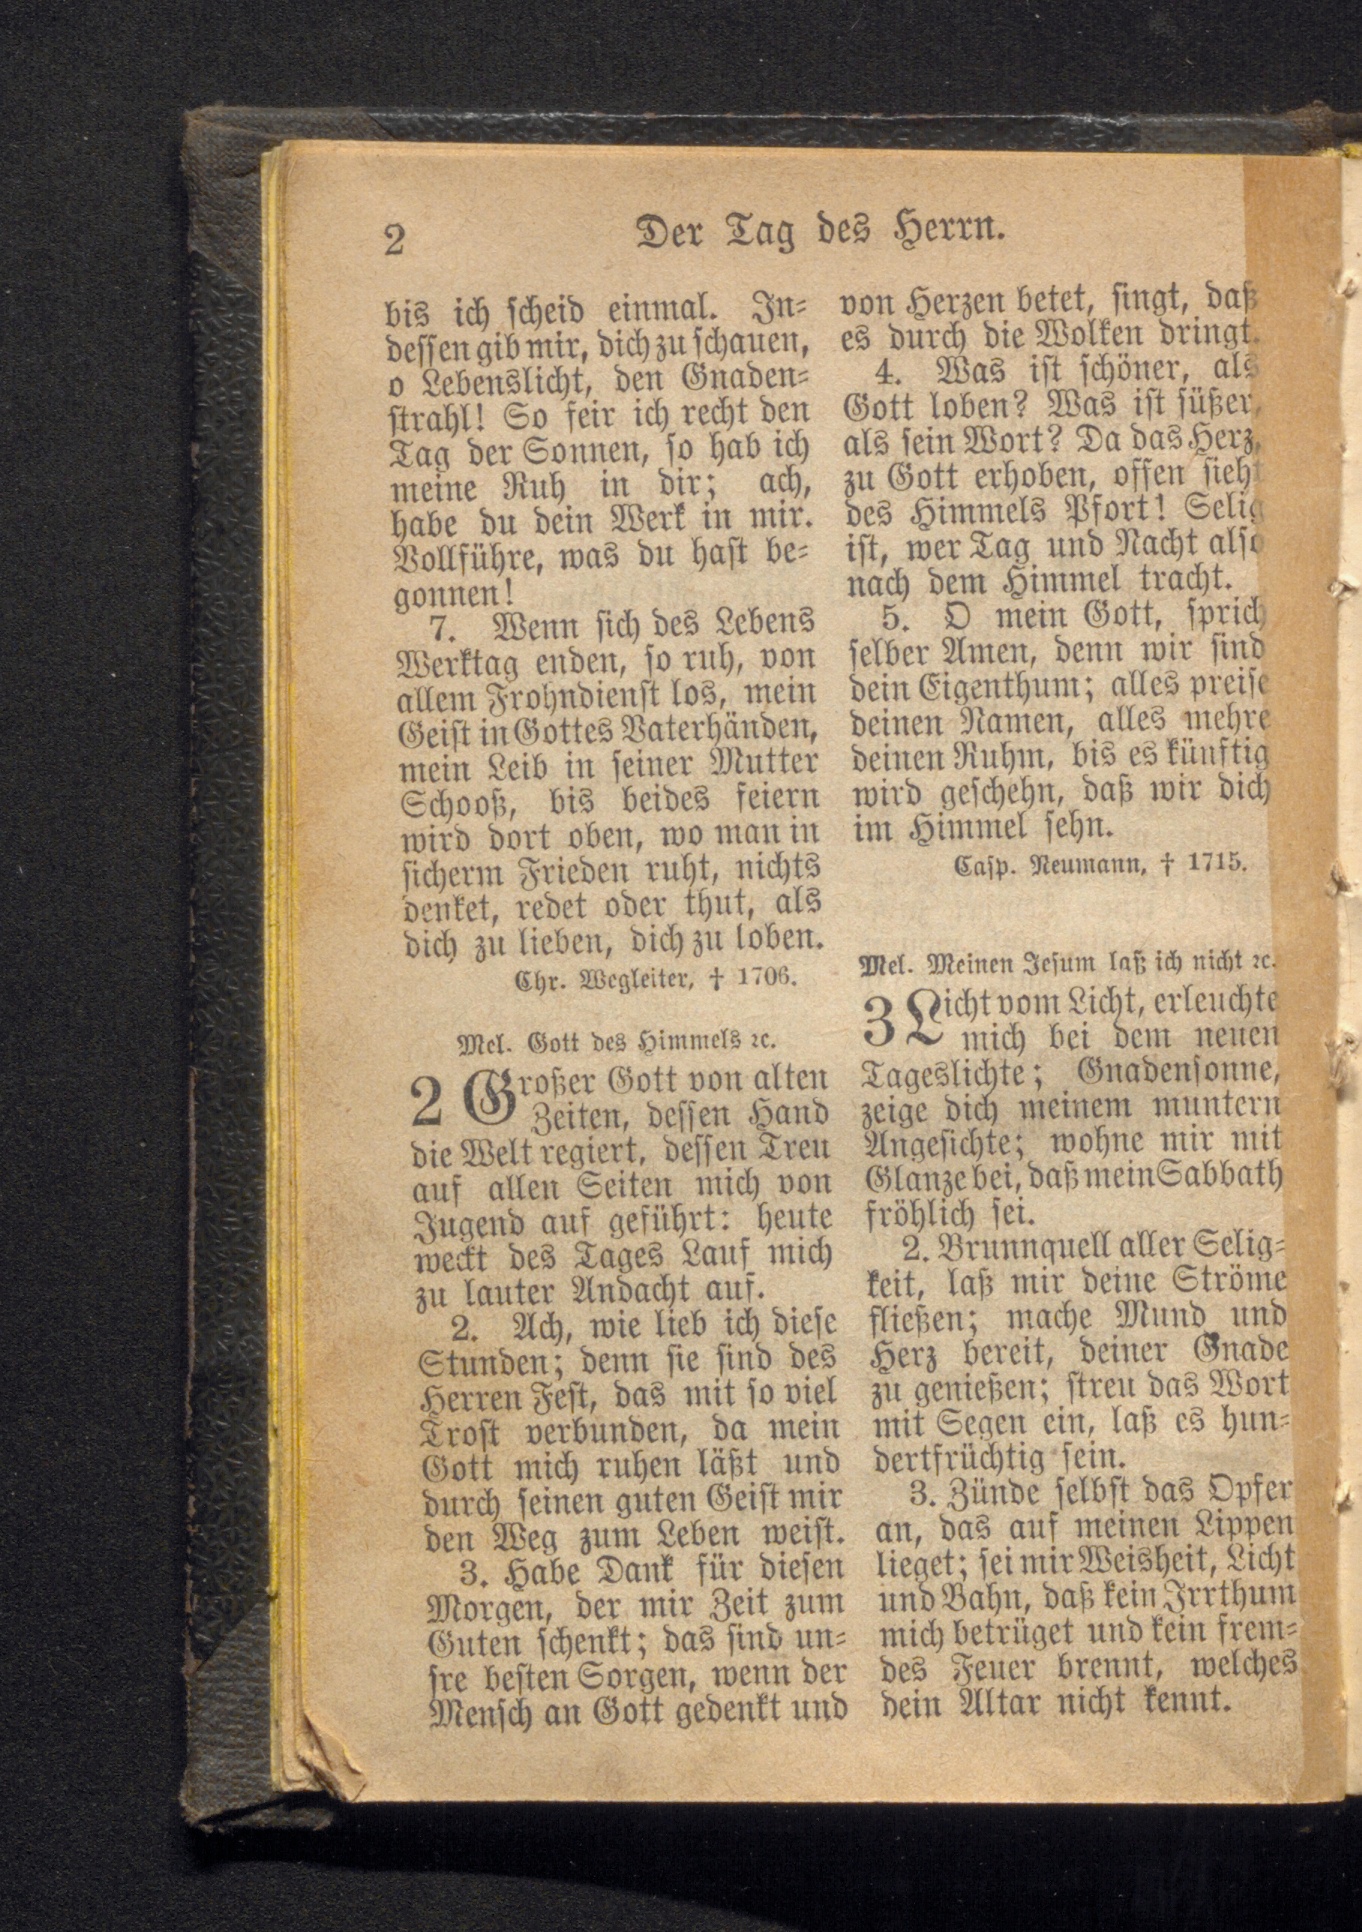 2
Der Tag des Herrn.
bis ich scheid einmal. In-
dessen gib mir, dich zu schauen,
o Lebenslicht, den Gnaden-
strahl! So feir ich recht den
Tag der Sonnen, so hab ich
meine Ruh in dir; ach,
habe du dein Werk in mir.
Vollführe, was du hast be-
gonnen!
7. Wenn sich des Lebens
Werktag enden, so ruh, von
allem Frohndienst los, mein
Geist in Gottes Vaterhänden,
mein Leib in seiner Mutter
Schooß, bis beides feiern
wird dort oben, wo man in
sicherm Frieden ruht, nichts
denket, redet oder thut, als
dich zu lieben, dich zu loben.
Chr. Wegleiter, † 1706.
Mel. Gott des Himmels ꝛc.
2 Großer Gott von alten
Zeiten, dessen Hand
die Welt regiert, dessen Treu
auf allen Seiten mich von
Jugend auf geführt: heute
weckt des Tages Lauf mich
zu lauter Andacht auf.
2. Ach, wie lieb ich diese
Stunden; denn sie sind des
Herren Fest, das mit so viel
Trost verbunden, da mein
Gott mich ruhen läßt und
durch seinen guten Geist mir
den Weg zum Leben weist.
3. Habe Dank für diesen
Morgen, der mir Zeit zum
Guten schenkt; das sind un-
sre besten Sorgen, wenn der
Mensch an Gott gedenkt und
von Herzen betet, singt, daß
es durch die Wolken dringt.
4. Was ist schöner, als
Gott loben? Was ist süßer,
als sein Wort? Da das Herz,
zu Gott erhoben, offen sieht
des Himmels Pfort! Selig
ist, wer Tag und Nacht also
nach dem Himmel tracht.
5. O mein Gott, sprich
selber Amen, denn wir sind
dein Eigenthum; alles preise
deinen Namen, alles mehre
deinen Ruhm, bis es künftig
wird geschehn, daß wir dich
im Himmel sehn.
Casp. Neumann, † 1715.
Mel. Meinen Jesum laß ich nicht ꝛc.
3 Licht vom Licht, erleuchte
mich bei dem neuen
Tageslichte; Gnadensonne,
zeige dich meinem muntern
Angesichte; wohne mir mit
Glanze bei, daß mein Sabbath
fröhlich sei.
2. Brunnquell aller Selig-
keit, laß mir deine Ströme
fließen; mache Mund und
Herz bereit, deiner Gnade
zu genießen; streu das Wort
mit Segen ein, laß es hun-
dertfrüchtig sein.
3. Zünde selbst das Opfer
an, das auf meinen Lippen
lieget; sei mir Weisheit, Licht
und Bahn, daß kein Irrthum
mich betrüget und kein frem-
des Feuer brennt, welches
dein Altar nicht kennt.